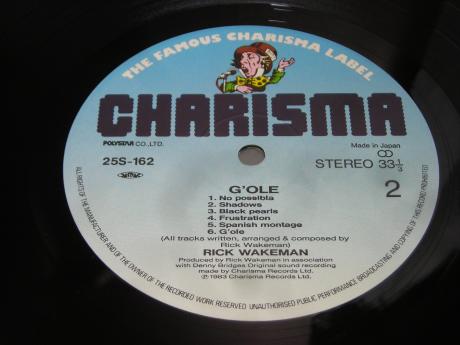 THE FAMOUS CHARISMA LABEL
CHARISMA
POLYSTAR CO.,LTD.
Made in Japan
25S-162
STEREO 33 1/3
2
G'OLE
1. No possibla
2. Shadows
3. Black pearls
4. Frustration
5. Spanish montage
6. G'ole
(All tracks written, arranged & composed by
Rick Wakeman)
RICK WAKEMAN
Produced by Rick Wakeman in association
with Denny Bridges Original sound recording
made by Charisma Records Ltd.
℗ 1983 Charisma Records Ltd.
ALL RIGHTS OF THE MANUFACTURER AND OF THE OWNER OF THE RECORDED WORK RESERVED UNAUTHORISED PUBLIC PERFORMANCE BROADCASTING AND COPYING OF THIS RECORD PROHIBITED